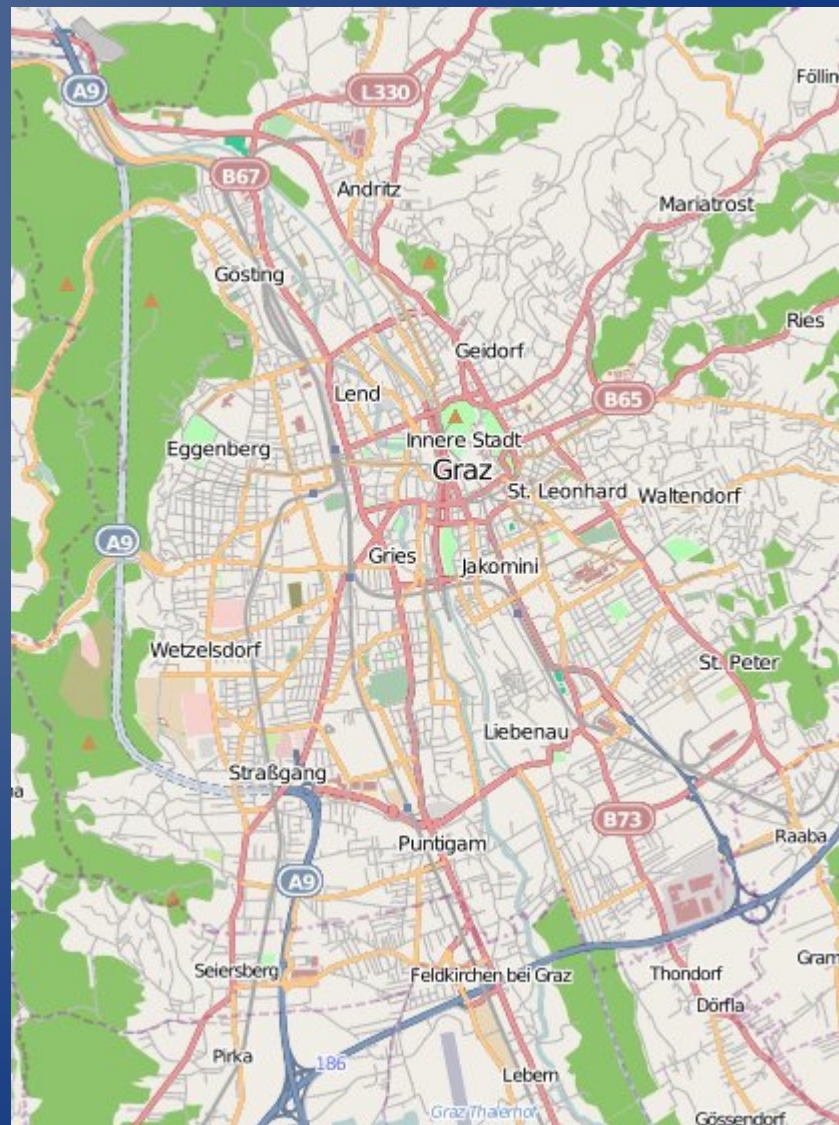 A9
L330
Föllin
B67
Andritz
Mariatrost
Gösting
Ries
Geidorf
Lend
B65
Innere Stadt
Eggenberg
Graz
St. Leonhard
Waltendorf
A9
Gries
Jakomini
Wetzelsdorf
St. Peter
Liebenau
Straßgang
a
B73
Puntigam
Raaba
A9
Gram
Seiersberg
Feldkirchen bei Graz
Thondorf
Dörfla
Pirka
186
Lebern
Graz Thalerhof
Gössendorf